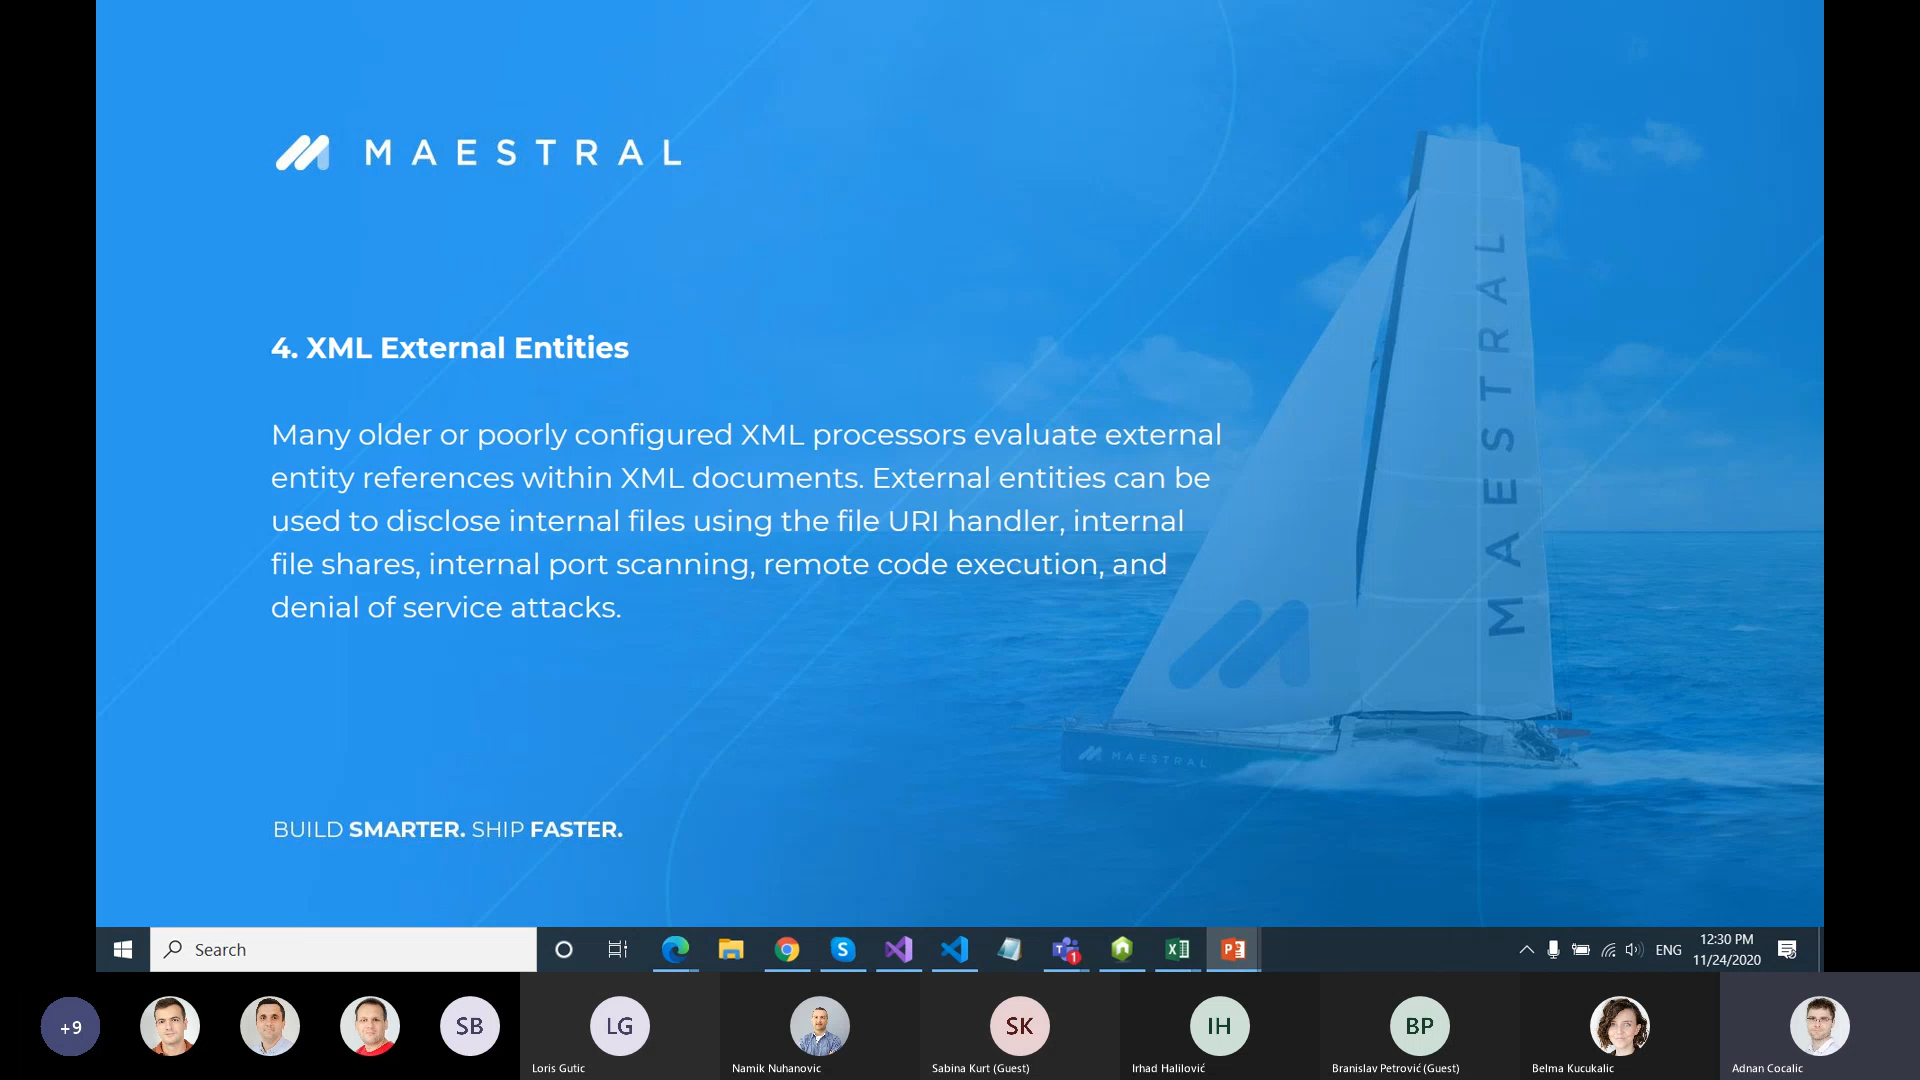 MAESTRAL
MAESTRAL
4. XML External Entities
Many older or poorly configured XML processors evaluate external
entity references within XML documents. External entities can be
used to disclose internal files using the file URI handler, internal
file shares, internal port scanning, remote code execution, and
denial of service attacks.
MAESTRAL
BUILD SMARTER. SHIP FASTER.
Search
ENG
12:30 PM
11/24/2020
+9
SB
LG
SK
IH
BP
Loris Gutic
Namik Nuhanovic
Sabina Kurt (Guest)
Irhad Halilović
Branislav Petrović (Guest)
Belma Kucukalic
Adnan Cocalic